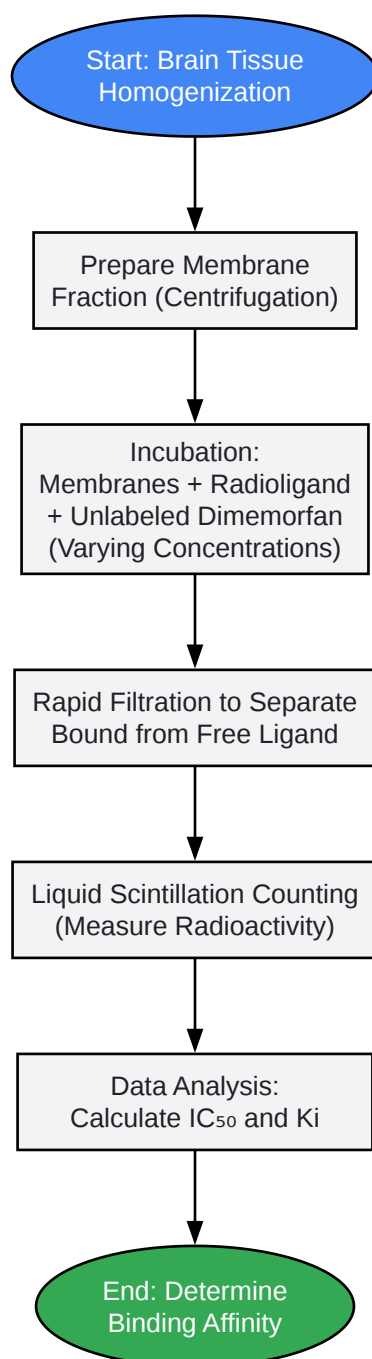 Start: Brain Tissue
Homogenization
Prepare Membrane
Fraction (Centrifugation)
Incubation:
Membranes + Radioligand
+ Unlabeled Dimemorfan
(Varying Concentrations)
Rapid Filtration to Separate
Bound from Free Ligand
Liquid Scintillation Counting
(Measure Radioactivity)
Data Analysis:
Calculate IC₅₀ and Ki
End: Determine
Binding Affinity